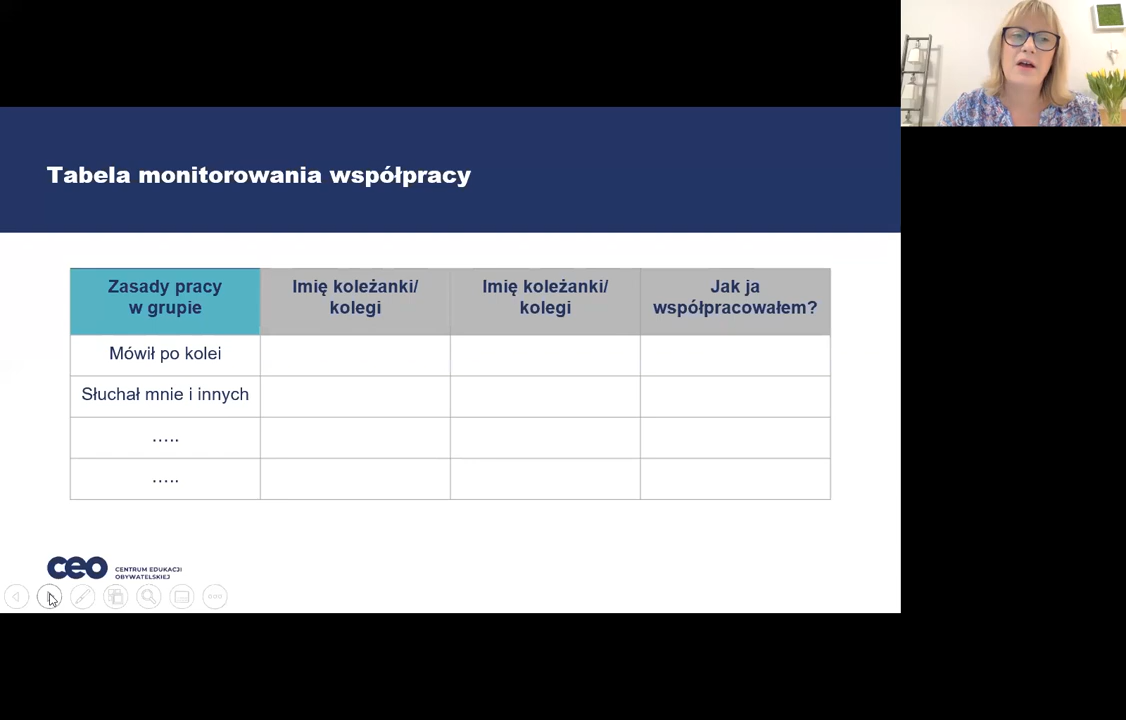 Tabela monitorowania współpracy
Zasady pracy
w grupie
Imię koleżanki/
kolegi
Imię koleżanki/
kolegi
Jak ja
współpracowałem?
Mówił po kolei
Słuchał mnie i innych
.....
.....
ceo
CENTRUM EDUKACJI
OBYWATELSKIEJ